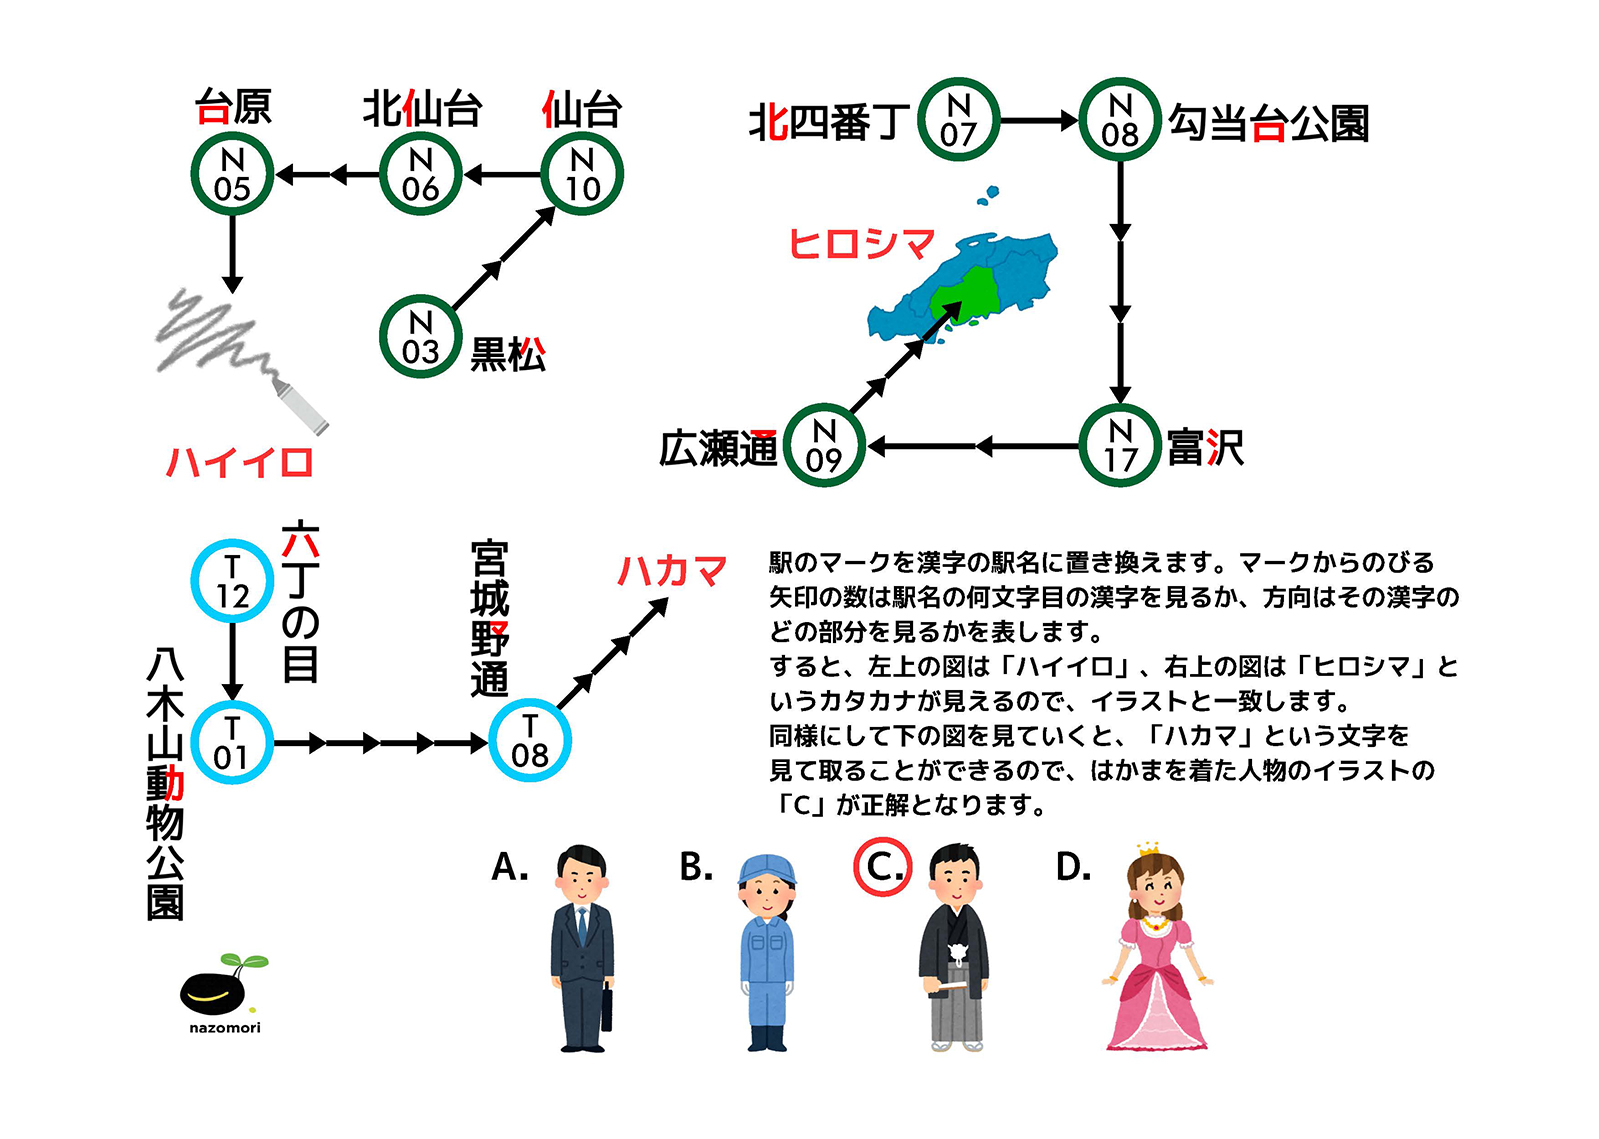 台原
北仙台
仙台
N
05
N
06
N
10
N
03
黒松
ハイイロ
北四番丁
N
07
N
08
勾当台公園
ヒロシマ
広瀬通
N
09
N
17
富沢
T
12
六丁の目
八木山動物公園
T
01
宮城野通
T
08
ハカマ
駅のマークを漢字の駅名に置き換えます。マークからのびる
矢印の数は駅名の何文字目の漢字を見るか、方向はその漢字の
どの部分を見るかを表します。
すると、左上の図は「ハイイロ」、右上の図は「ヒロシマ」と
いうカタカナが見えるので、イラストと一致します。
同様にして下の図を見ていくと、「ハカマ」という文字を
見て取ることができるので、はかまを着た人物のイラストの
「C」が正解となります。
A.
B.
C.
D.
nazomori